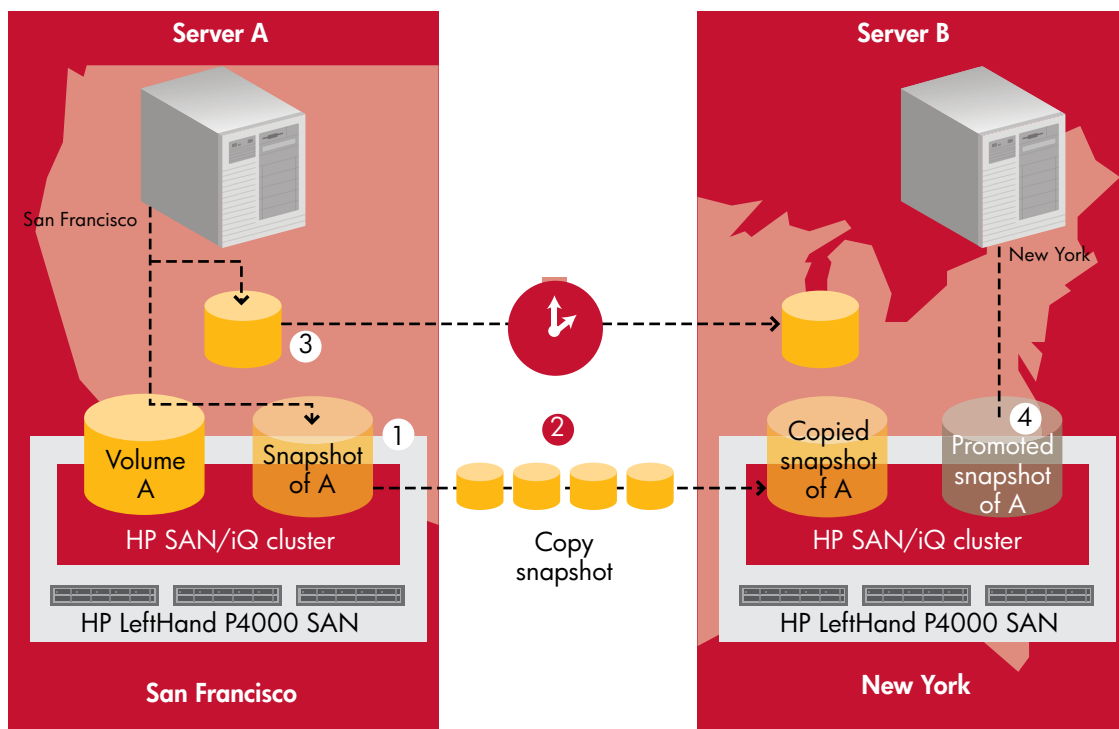 Server A
San Francisco
3
Volume
A
Snapshot
of A
1
HP SAN/iQ cluster
HP LeftHand P4000 SAN
San Francisco
2
Copy
snapshot
Server B
New York
Copied
snapshot
of A
4
Promoted
snapshot
of A
HP SAN/iQ cluster
HP LeftHand P4000 SAN
New York